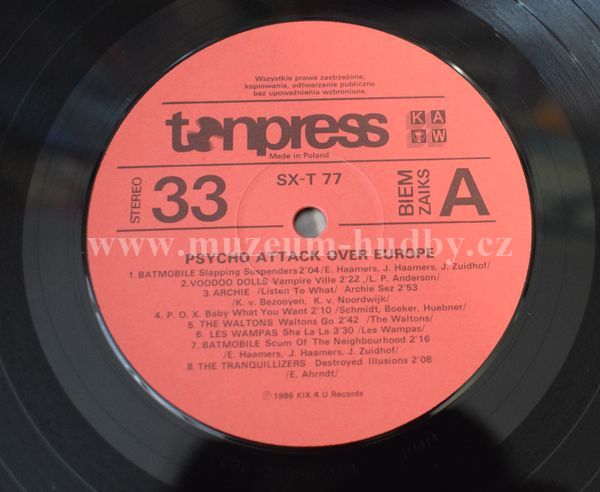 Wszystkie prawa zastrzeżone,
kopiowanie, odtwarzanie publiczne
bez upoważnienia wzbronione.
tonpress KAW
Made in Poland
STEREO 33 SX-T 77 BIEM ZAIKS A
www.muzeum-hudby.cz
PSYCHO ATTACK OVER EUROPE
1. BATMOBILE Slapping Suspenders 2'04 /E. Haamers, J. Haamers, J. Zuidhof/
2. VOODOO DOLLS Vampire Ville 2'22 /L. P. Anderson/
3. ARCHIE /Listen To What/ Archie Sez 2'53
/K. v. Bezooyen, K. v. Noordwijk/
4. P. O. X. Baby What You Want 2'10 /Schmidt, Boeker, Huebner/
5. THE WALTONS Waltons Go 2'42 /The Waltons/
6. LES WAMPAS Sha La La 3'30 /Les Wampas/
7. BATMOBILE Scum Of The Neighbourhood 2'16
/E. Haamers, J. Haamers, J. Zuidhof/
8. THE TRANQUILLIZERS Destroyed Illusions 2'08
/E. Ahrndt/
Ⓟ 1986 KIX 4 U Records